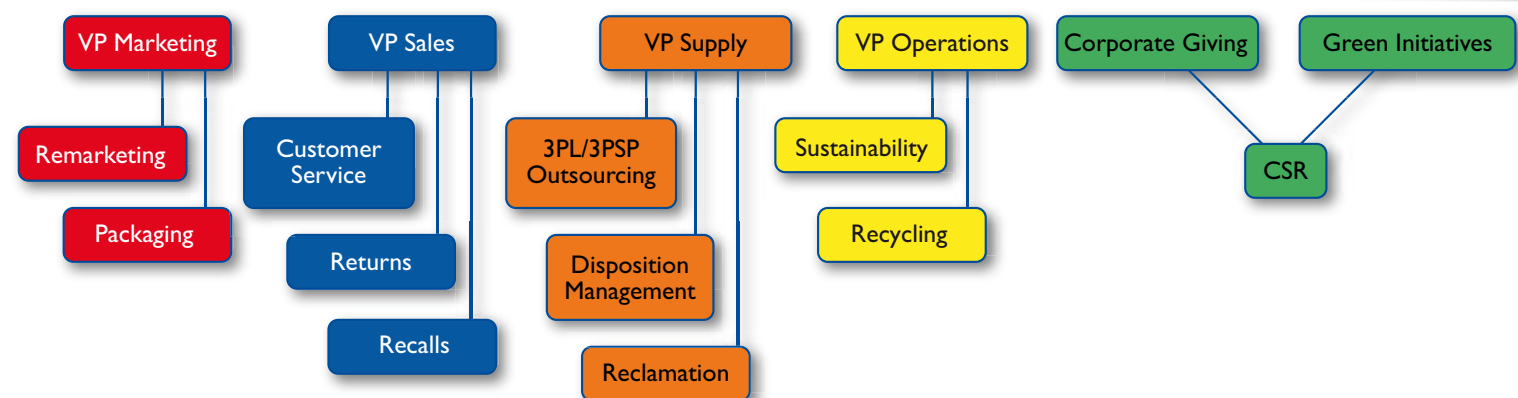 VP Marketing
VP Sales
VP Supply
VP Operations
Corporate Giving
Green Initiatives
Remarketing
Customer
Service
3PL/3PSP
Outsourcing
Sustainability
CSR
Packaging
Returns
Disposition
Management
Recycling
Recalls
Reclamation